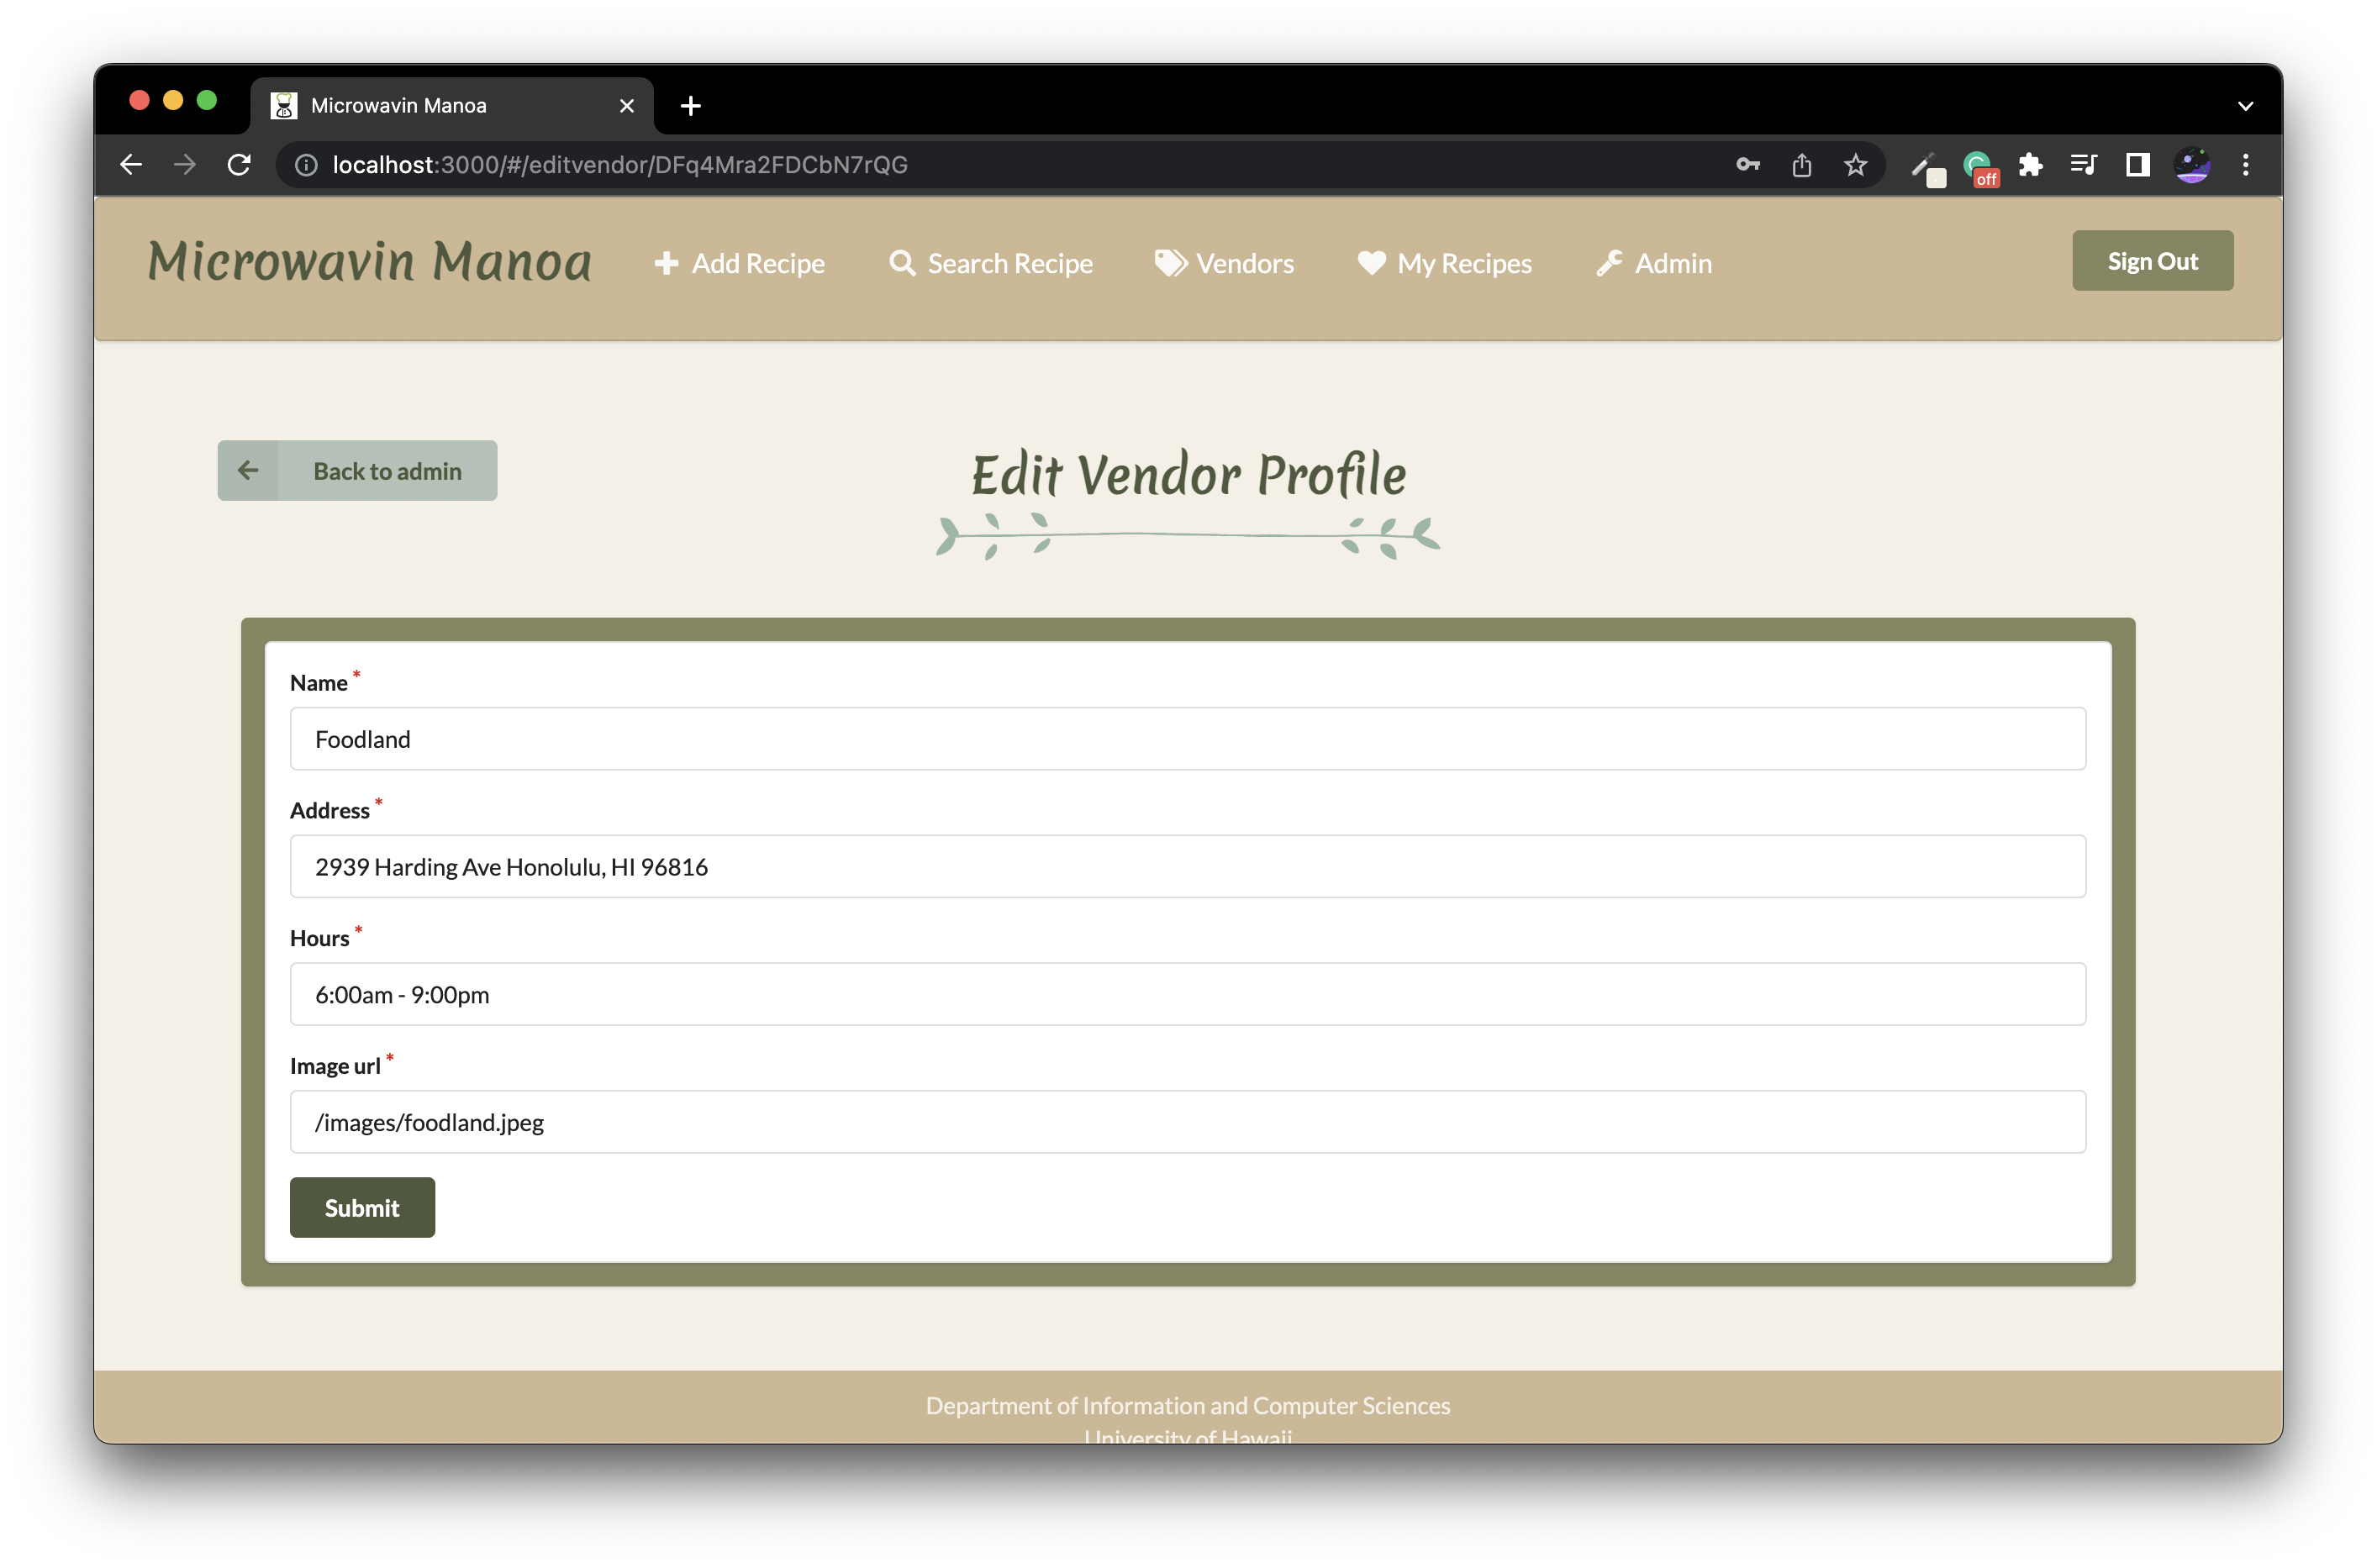 Microwavin Manoa
localhost:3000/#/editvendor/DFq4Mra2FDCbN7rQG
off
Microwavin Manoa
Add Recipe
Search Recipe
Vendors
My Recipes
Admin
Sign Out
Back to admin
Edit Vendor Profile
Name *
Foodland
Address *
2939 Harding Ave Honolulu, HI 96816
Hours *
6:00am - 9:00pm
Image url *
/images/foodland.jpeg
Submit
Department of Information and Computer Sciences
University of Hawaii